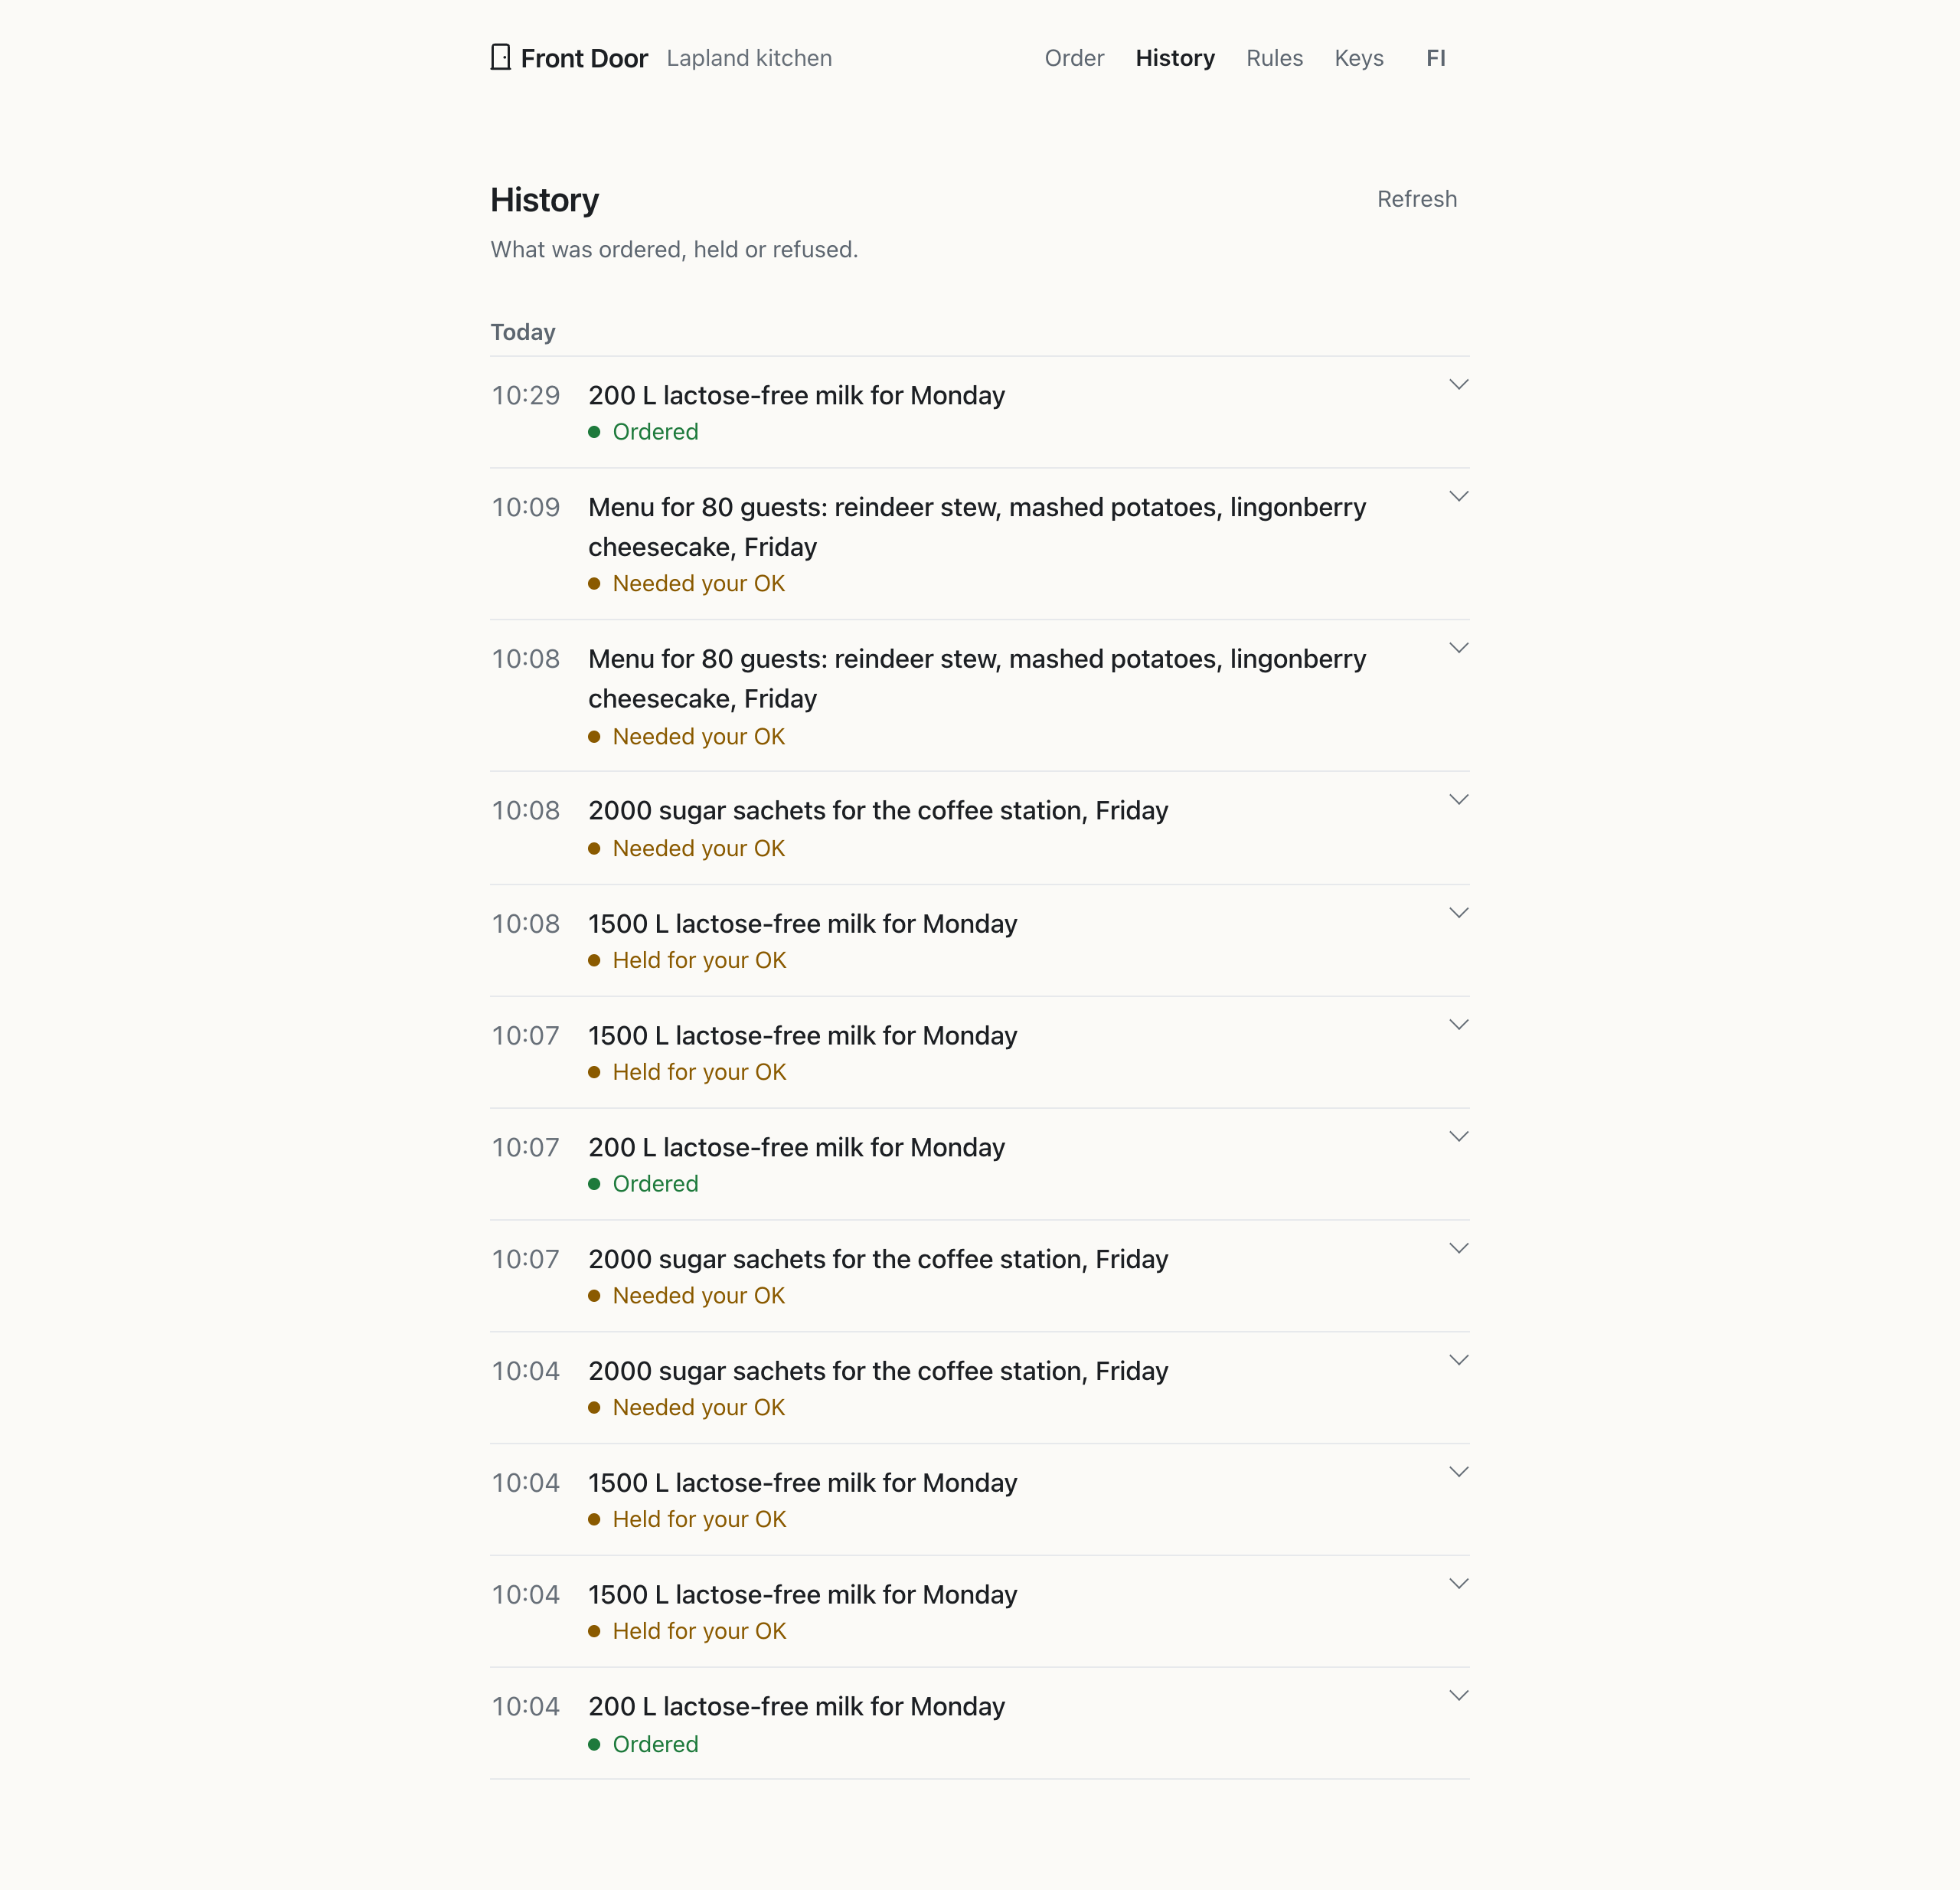 Front Door Lapland kitchen Order History Rules Keys FI
History Refresh
What was ordered, held or refused.
Today
10:29 200 L lactose-free milk for Monday
Ordered
10:09 Menu for 80 guests: reindeer stew, mashed potatoes, lingonberry
cheesecake, Friday
Needed your OK
10:08 Menu for 80 guests: reindeer stew, mashed potatoes, lingonberry
cheesecake, Friday
Needed your OK
10:08 2000 sugar sachets for the coffee station, Friday
Needed your OK
10:08 1500 L lactose-free milk for Monday
Held for your OK
10:07 1500 L lactose-free milk for Monday
Held for your OK
10:07 200 L lactose-free milk for Monday
Ordered
10:07 2000 sugar sachets for the coffee station, Friday
Needed your OK
10:04 2000 sugar sachets for the coffee station, Friday
Needed your OK
10:04 1500 L lactose-free milk for Monday
Held for your OK
10:04 1500 L lactose-free milk for Monday
Held for your OK
10:04 200 L lactose-free milk for Monday
Ordered